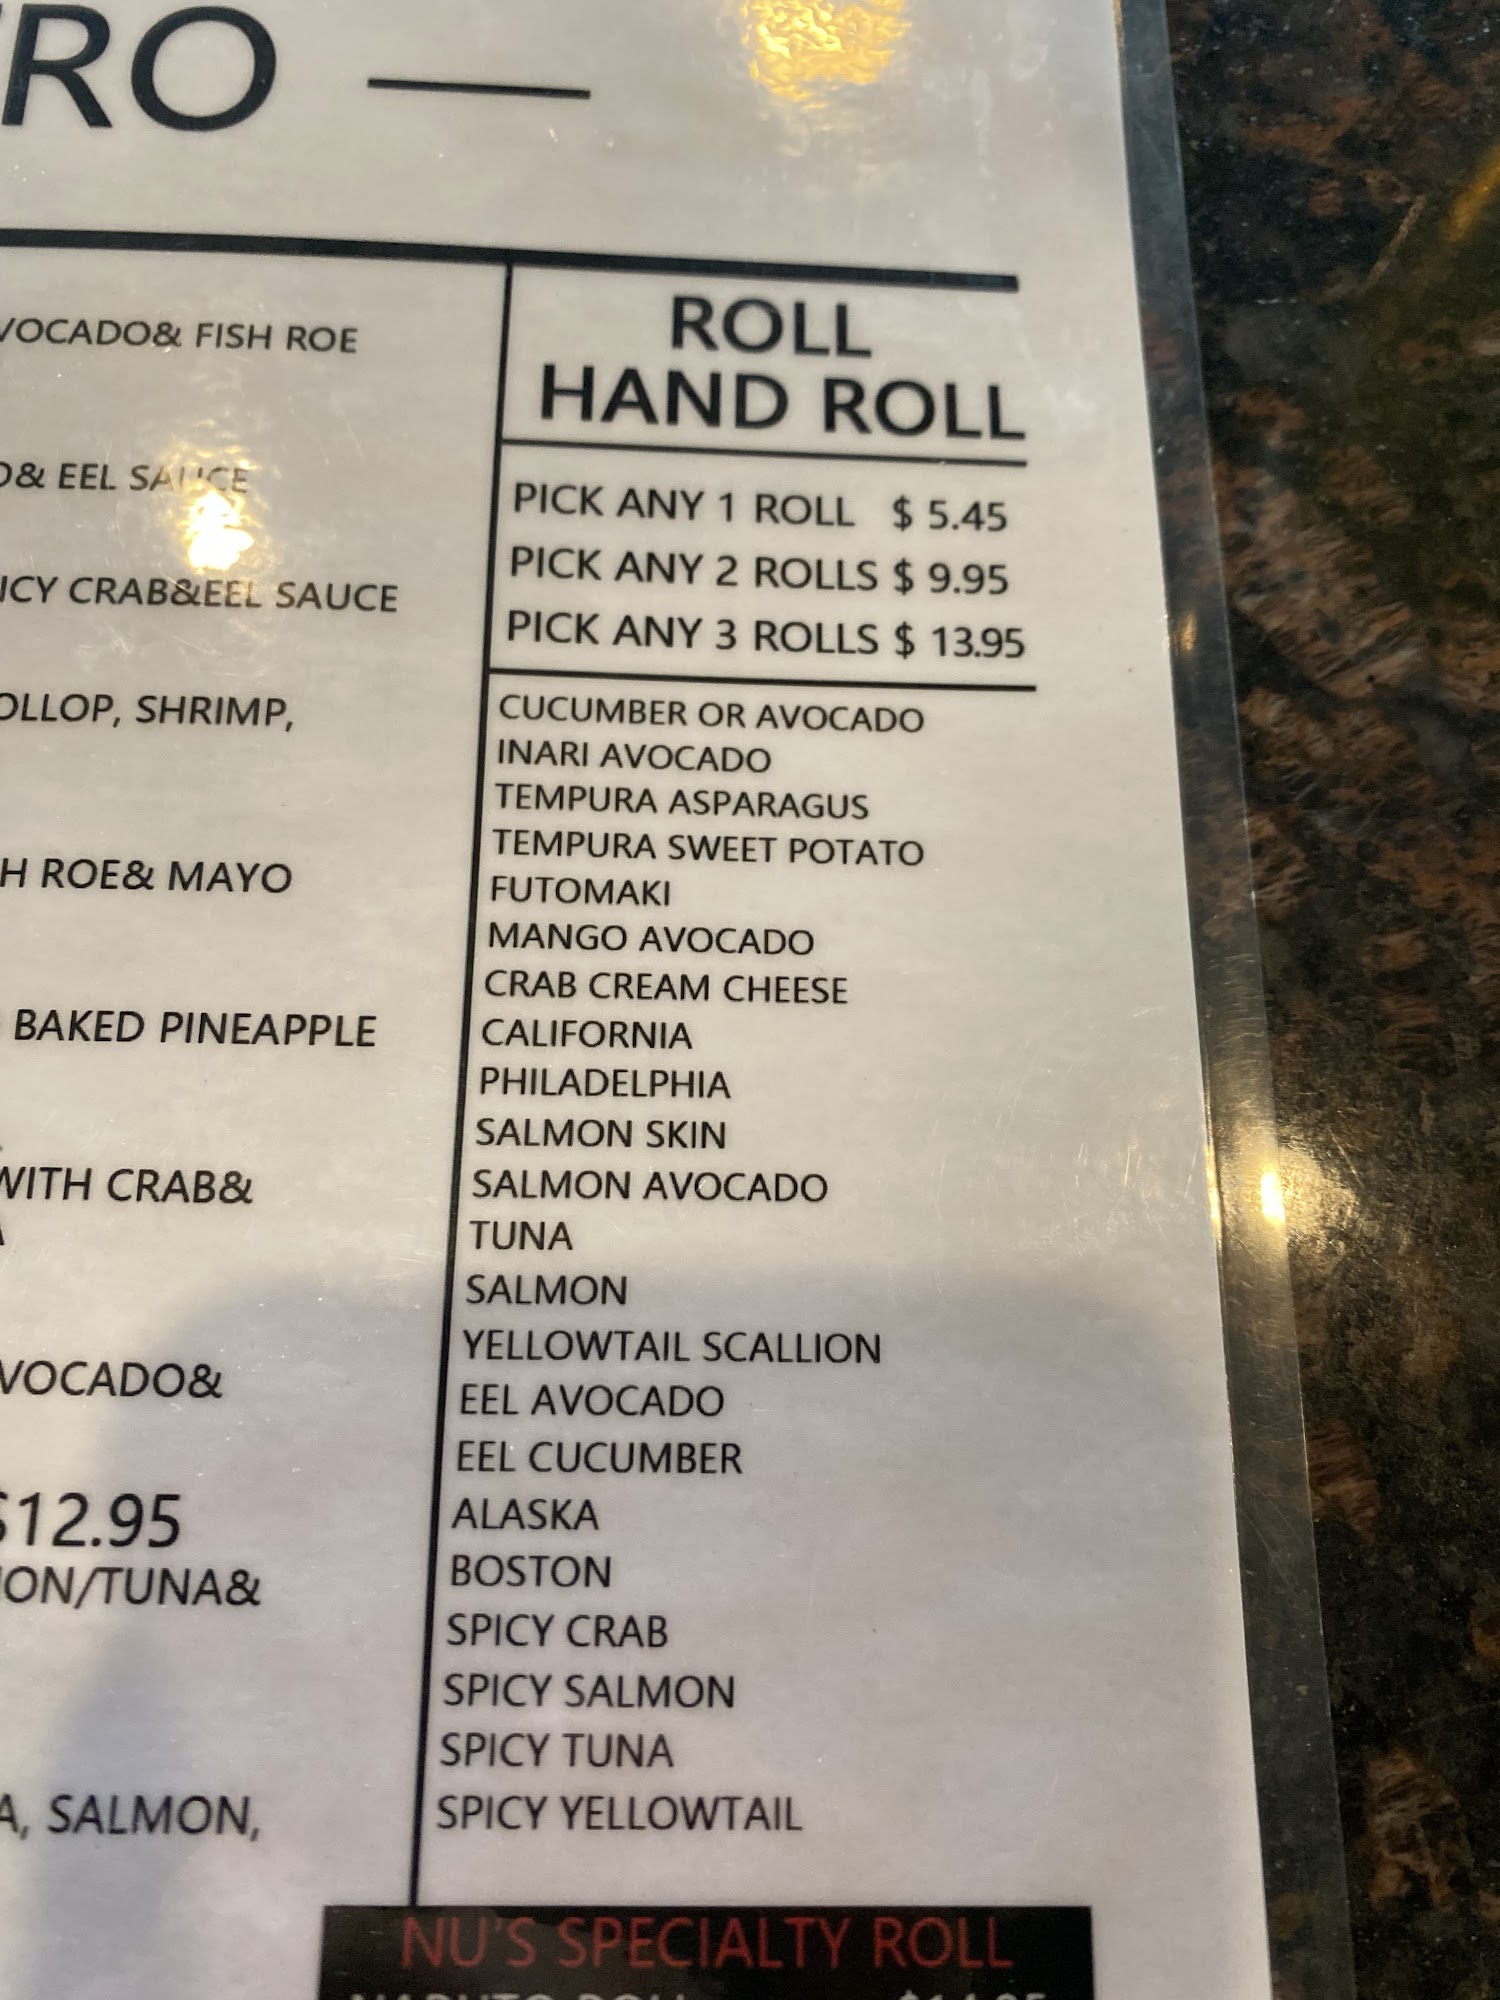 RO —
VOCADO& FISH ROE
D& EEL SAUCE
ICY CRAB&EEL SAUCE
OLLOP, SHRIMP,
H ROE& MAYO
BAKED PINEAPPLE
WITH CRAB&
VOCADO&
$12.95
ION/TUNA&
A, SALMON,
ROLL
HAND ROLL
PICK ANY 1 ROLL $ 5.45
PICK ANY 2 ROLLS $ 9.95
PICK ANY 3 ROLLS $ 13.95
CUCUMBER OR AVOCADO
INARI AVOCADO
TEMPURA ASPARAGUS
TEMPURA SWEET POTATO
FUTOMAKI
MANGO AVOCADO
CRAB CREAM CHEESE
CALIFORNIA
PHILADELPHIA
SALMON SKIN
SALMON AVOCADO
TUNA
SALMON
YELLOWTAIL SCALLION
EEL AVOCADO
EEL CUCUMBER
ALASKA
BOSTON
SPICY CRAB
SPICY SALMON
SPICY TUNA
SPICY YELLOWTAIL
NU'S SPECIALTY ROLL